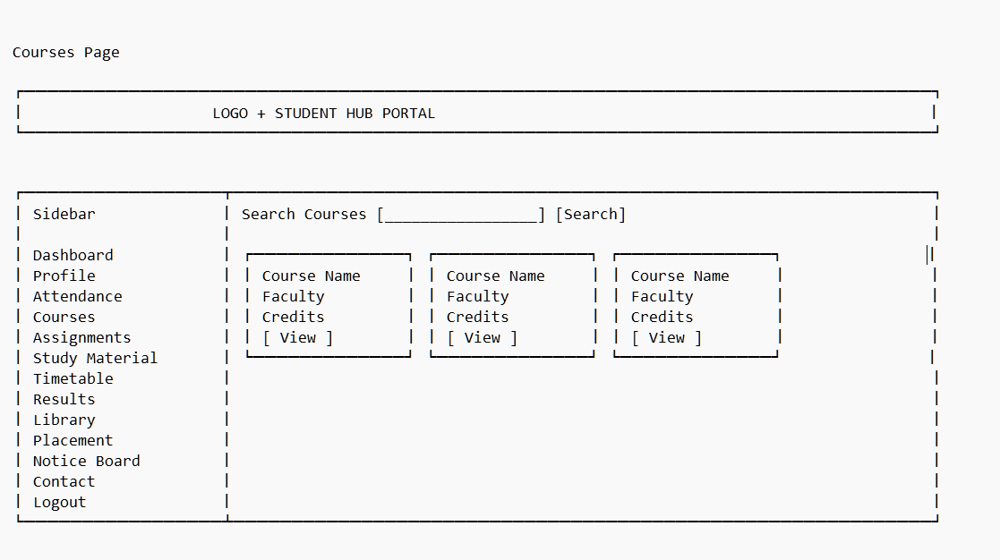 Courses Page
LOGO + STUDENT HUB PORTAL
Sidebar
Dashboard
Profile
Attendance
Courses
Assignments
Study Material
Timetable
Results
Library
Placement
Notice Board
Contact
Logout
Search Courses [_________________] [Search]
Course Name
Faculty
Credits
[ View ]
Course Name
Faculty
Credits
[ View ]
Course Name
Faculty
Credits
[ View ]